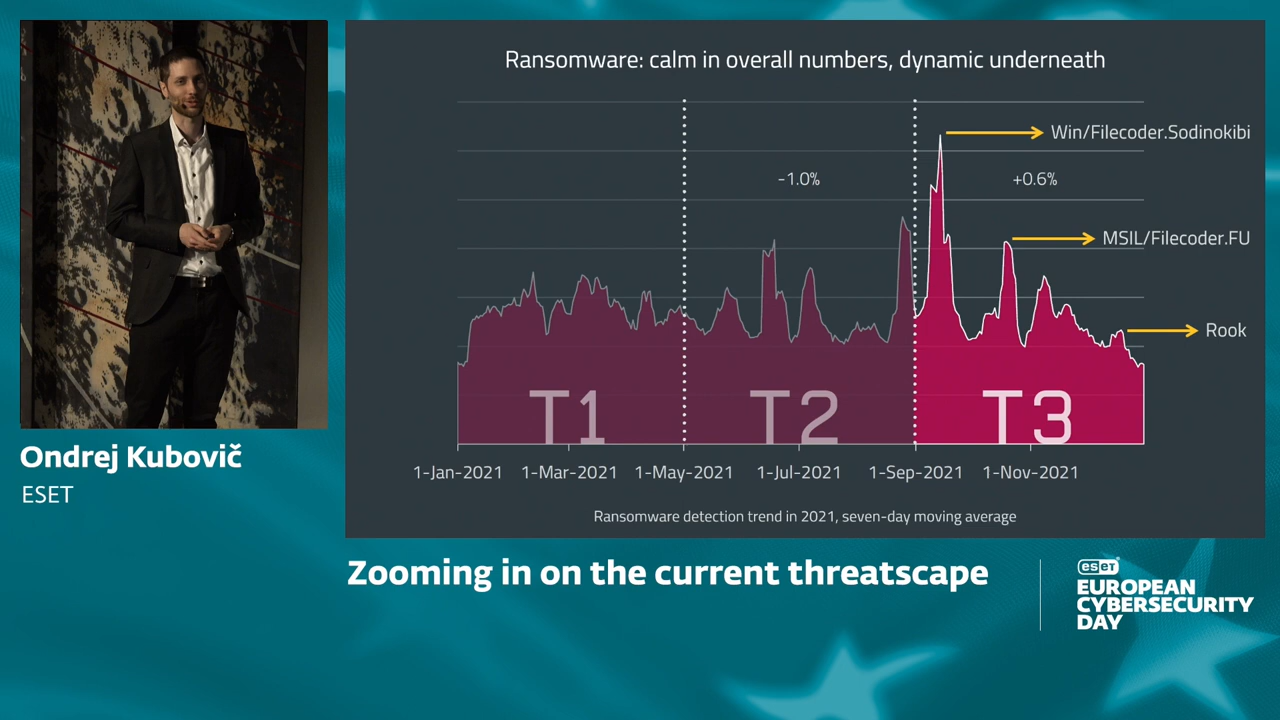 Ransomware: calm in overall numbers, dynamic underneath
Win/Filecoder.Sodinokibi
-1.0%
+0.6%
MSIL/Filecoder.FU
Rook
T1
T2
T3
1-Jan-2021
1-Mar-2021
1-May-2021
1-Jul-2021
1-Sep-2021
1-Nov-2021
Ransomware detection trend in 2021, seven-day moving average
Ondrej Kubovič
ESET
Zooming in on the current threatscape
eset
EUROPEAN
CYBERSECURITY
DAY